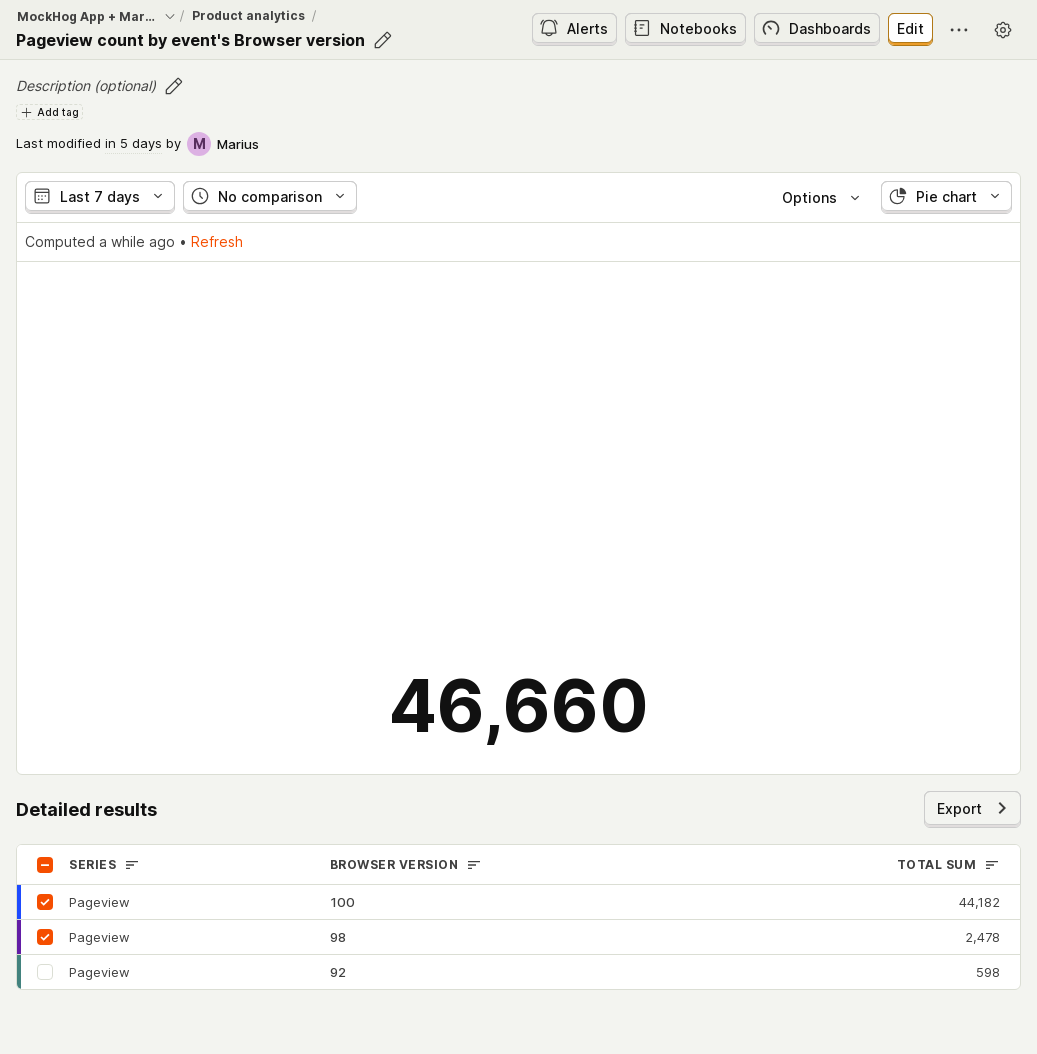 MockHog App + Mar... / Product analytics /
Pageview count by event's Browser version
Alerts Notebooks Dashboards Edit
Description (optional)
Add tag
Last modified in 5 days by M Marius
Last 7 days No comparison Options Pie chart
Computed a while ago • Refresh
46,660
Detailed results Export
SERIES BROWSER VERSION TOTAL SUM
Pageview 100 44,182
Pageview 98 2,478
Pageview 92 598